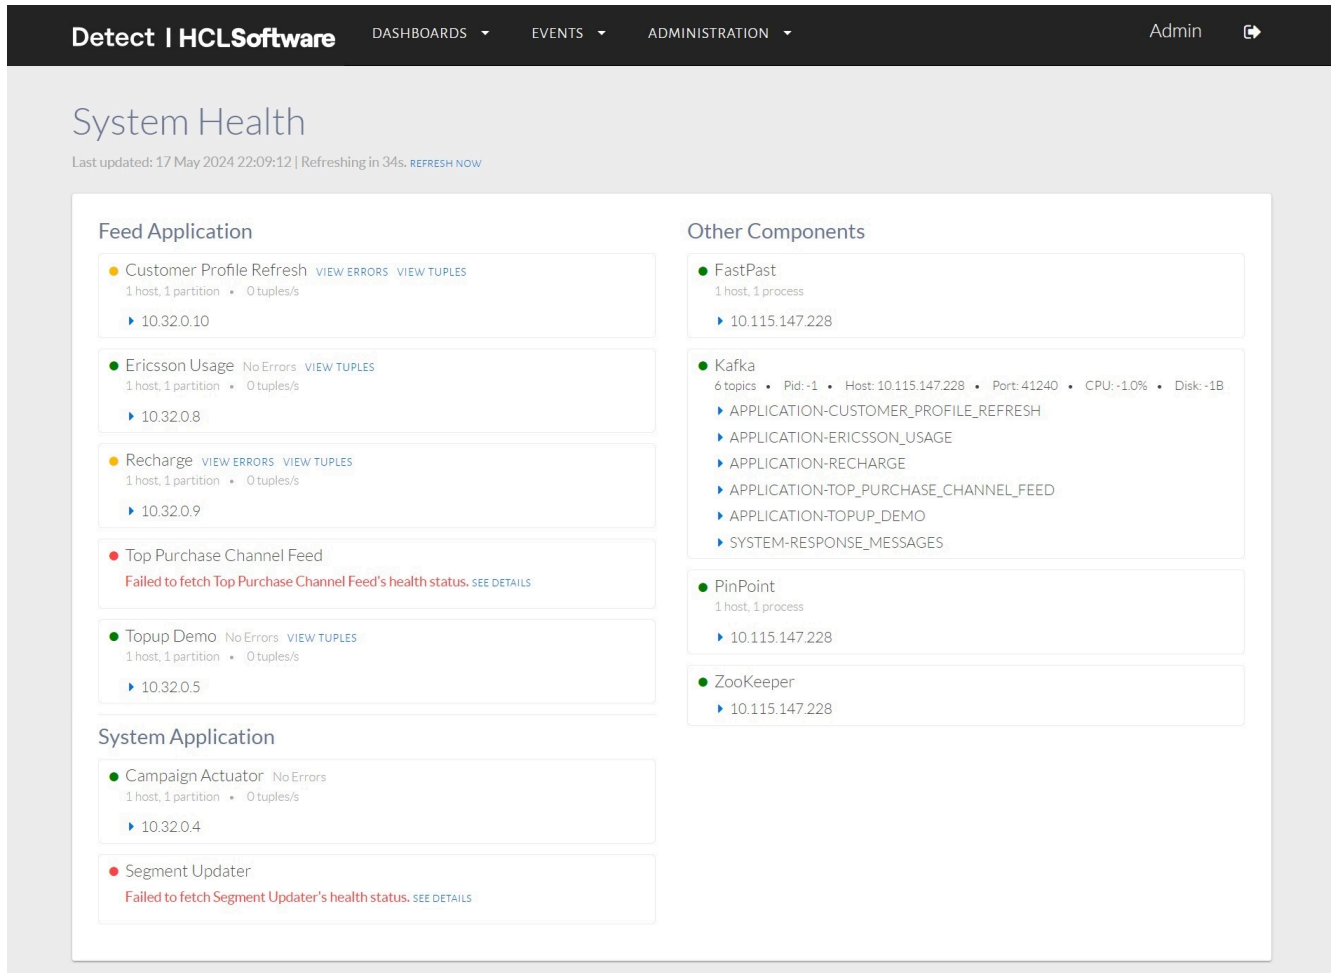 Detect | HCLSoftware DASHBOARDS EVENTS ADMINISTRATION Admin
System Health
Last updated: 17 May 2024 22:09:12 | Refreshing in 34s. REFRESH NOW
Feed Application
Customer Profile Refresh VIEW ERRORS VIEW TUPLES
1 host, 1 partition • 0 tuples/s
10.32.0.10
Ericsson Usage No Errors VIEW TUPLES
1 host, 1 partition • 0 tuples/s
10.32.0.8
Recharge VIEW ERRORS VIEW TUPLES
1 host, 1 partition • 0 tuples/s
10.32.0.9
Top Purchase Channel Feed
Failed to fetch Top Purchase Channel Feed's health status. SEE DETAILS
Topup Demo No Errors VIEW TUPLES
1 host, 1 partition • 0 tuples/s
10.32.0.5
System Application
Campaign Actuator No Errors
1 host, 1 partition • 0 tuples/s
10.32.0.4
Segment Updater
Failed to fetch Segment Updater's health status. SEE DETAILS
Other Components
FastPast
1 host, 1 process
10.115.147.228
Kafka
6 topics • Pid: -1 • Host: 10.115.147.228 • Port: 41240 • CPU: -1.0% • Disk: -1B
APPLICATION-CUSTOMER_PROFILE_REFRESH
APPLICATION-ERICSSON_USAGE
APPLICATION-RECHARGE
APPLICATION-TOP_PURCHASE_CHANNEL_FEED
APPLICATION-TOPUP_DEMO
SYSTEM-RESPONSE_MESSAGES
PinPoint
1 host, 1 process
10.115.147.228
ZooKeeper
10.115.147.228